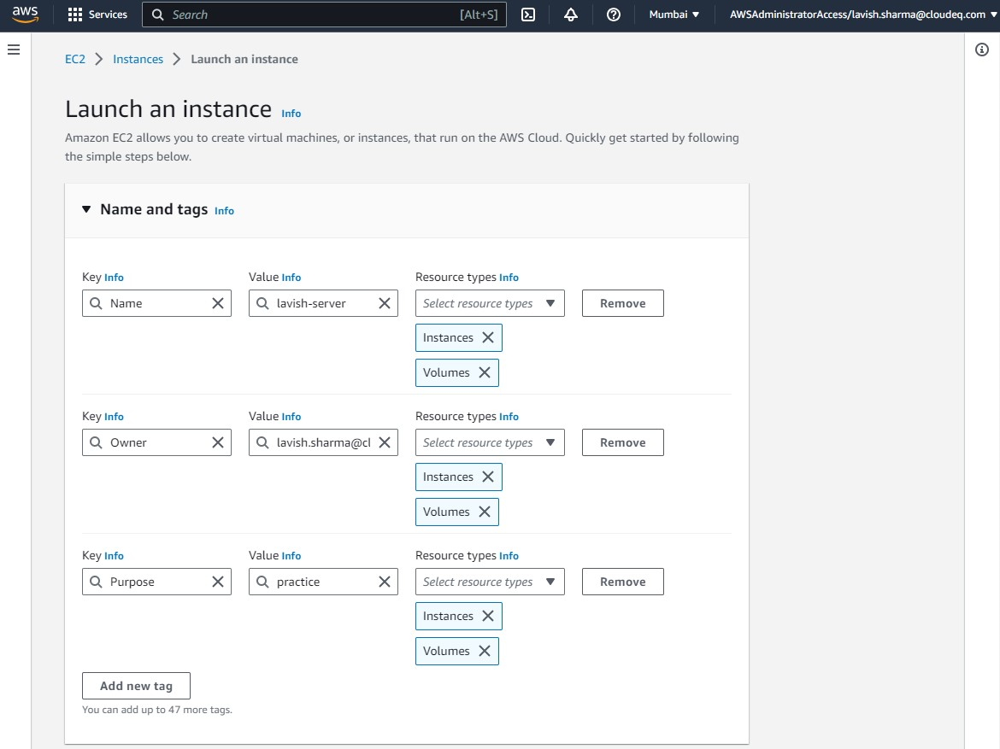 aws Services Search [Alt+S] Mumbai AWSAdministratorAccess/lavish.sharma@cloudeq.com
EC2 Instances Launch an instance
Launch an instance Info
Amazon EC2 allows you to create virtual machines, or instances, that run on the AWS Cloud. Quickly get started by following
the simple steps below.
Name and tags Info
Key Info Value Info Resource types Info
Name lavish-server Select resource types Remove
Instances
Volumes
Key Info Value Info Resource types Info
Owner lavish.sharma@cl Select resource types Remove
Instances
Volumes
Key Info Value Info Resource types Info
Purpose practice Select resource types Remove
Instances
Volumes
Add new tag
You can add up to 47 more tags.